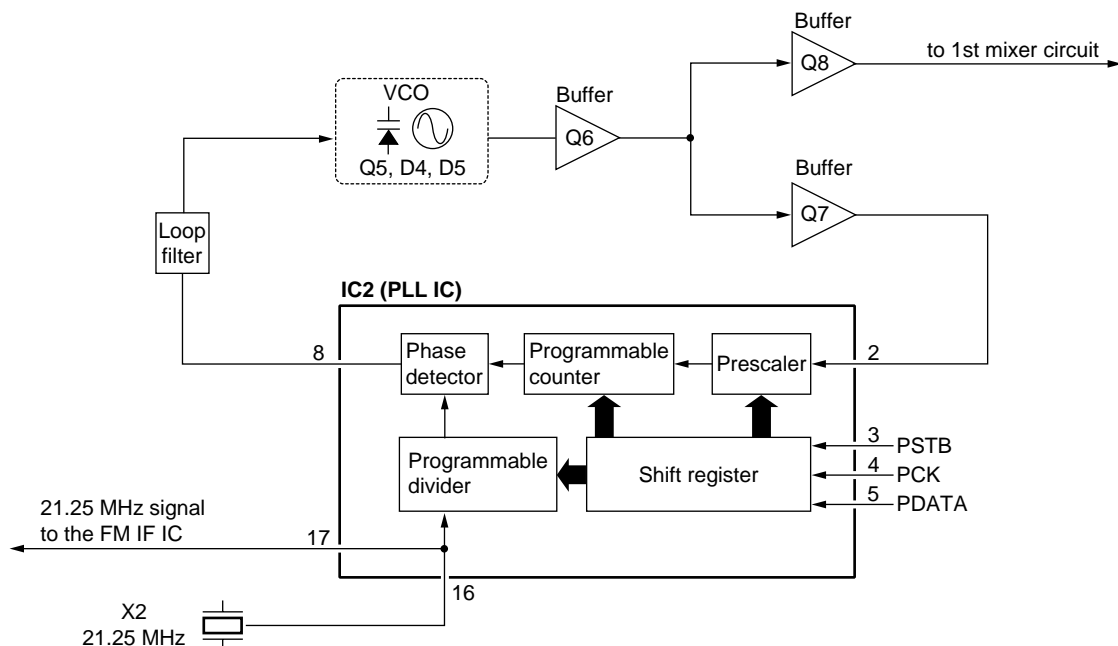 Buffer
Q8
to 1st mixer circuit
VCO
Q5, D4, D5
Buffer
Q6
Buffer
Q7
Loop
filter
IC2 (PLL IC)
8
Phase
detector
Programmable
counter
Prescaler
2
Programmable
divider
Shift register
3
PSTB
4
PCK
5
PDATA
21.25 MHz signal
to the FM IF IC
17
16
X2
21.25 MHz